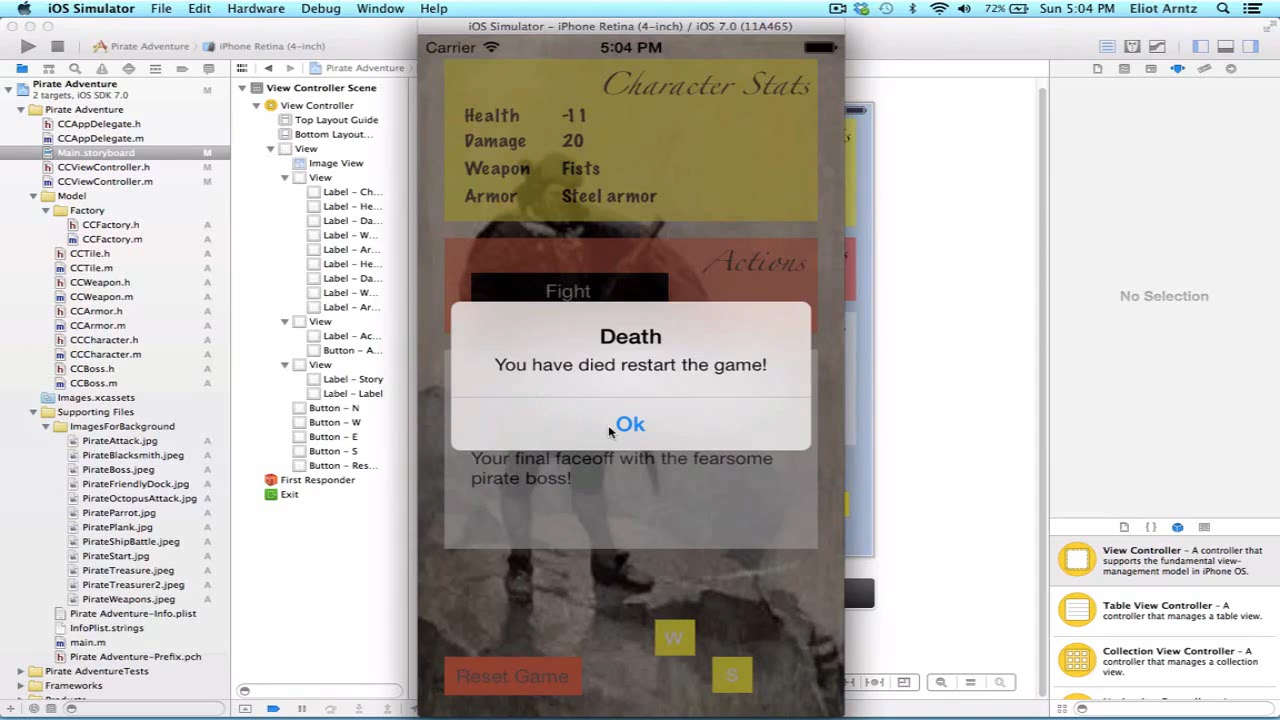 iOS Simulator File Edit Hardware Debug Window Help 72% Sun 5:04 PM Eliot Arntz
iOS Simulator – iPhone Retina (4-inch) / iOS 7.0 (11A465)
Pirate Adventure iPhone Retina (4-inch)
Pirate Adventure
2 targets, iOS SDK 7.0
M
Pirate Adventure
CCAppDelegate.h
CCAppDelegate.m
Main.storyboard M
CCViewController.h M
CCViewController.m M
Model
Factory
CCFactory.h A
CCFactory.m A
CCTile.h A
CCTile.m A
CCWeapon.h A
CCWeapon.m A
CCArmor.h A
CCArmor.m A
CCCharacter.h A
CCCharacter.m A
CCBoss.h A
CCBoss.m A
Images.xcassets
Supporting Files
ImagesForBackground
PirateAttack.jpg A
PirateBlacksmith.jpeg A
PirateBoss.jpeg A
PirateFriendlyDock.jpg A
PirateOctopusAttack.jpg A
PirateParrot.jpg A
PiratePlank.jpg A
PirateShipBattle.jpeg A
PirateStart.jpg A
PirateTreasure.jpeg A
PirateTreasurer2.jpeg A
PirateWeapons.jpeg A
Pirate Adventure-Info.plist
InfoPlist.strings
main.m
Pirate Adventure-Prefix.pch
Pirate AdventureTests
Frameworks
Pirate Adventure
View Controller Scene
View Controller
Top Layout Guide
Bottom Layout...
View
Image View
View
Label – Ch...
Label – He...
Label – Da...
Label – W...
Label – Ar...
Label – He...
Label – Da...
Label – W...
Label – Ar...
View
Label – Ac...
Button – A...
View
Label – Story
Label – Label
Button – N
Button – W
Button – E
Button – S
Button – Res...
First Responder
Exit
Carrier 5:04 PM
Character Stats
Health -11
Damage 20
Weapon Fists
Armor Steel armor
Actions
Fight
Death
You have died restart the game!
Ok
Your final faceoff with the fearsome
pirate boss!
W
S
Reset Game
No Selection
View Controller – A controller that
supports the fundamental view-
management model in iPhone OS.
Table View Controller – A
controller that manages a table view.
Collection View Controller – A
controller that manages a collection
view.